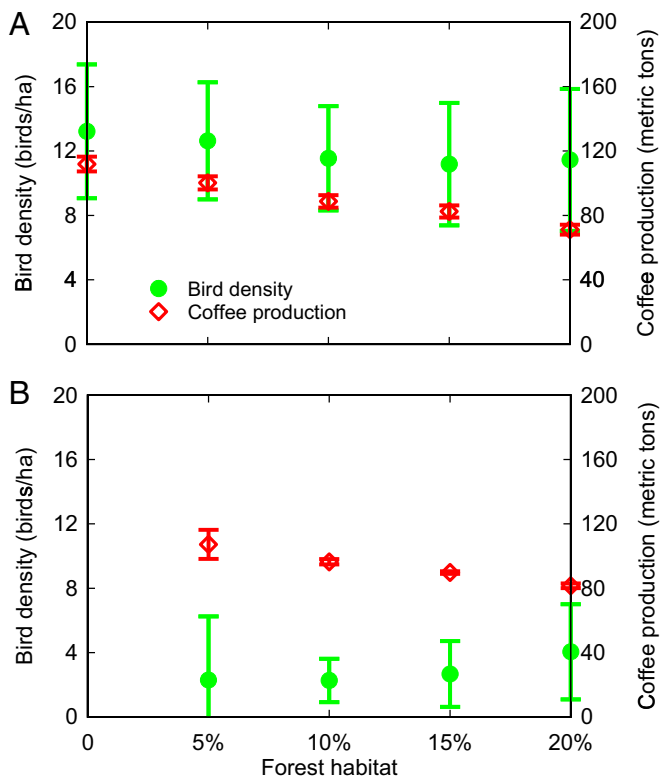 A
20
16
12
8
4
0
Bird density (birds/ha)
200
160
120
80
40
0
Coffee production (metric tons)
Bird density
Coffee production
B
20
16
12
8
4
0
Bird density (birds/ha)
200
160
120
80
40
0
Coffee production (metric tons)
0 5% 10% 15% 20%
Forest habitat